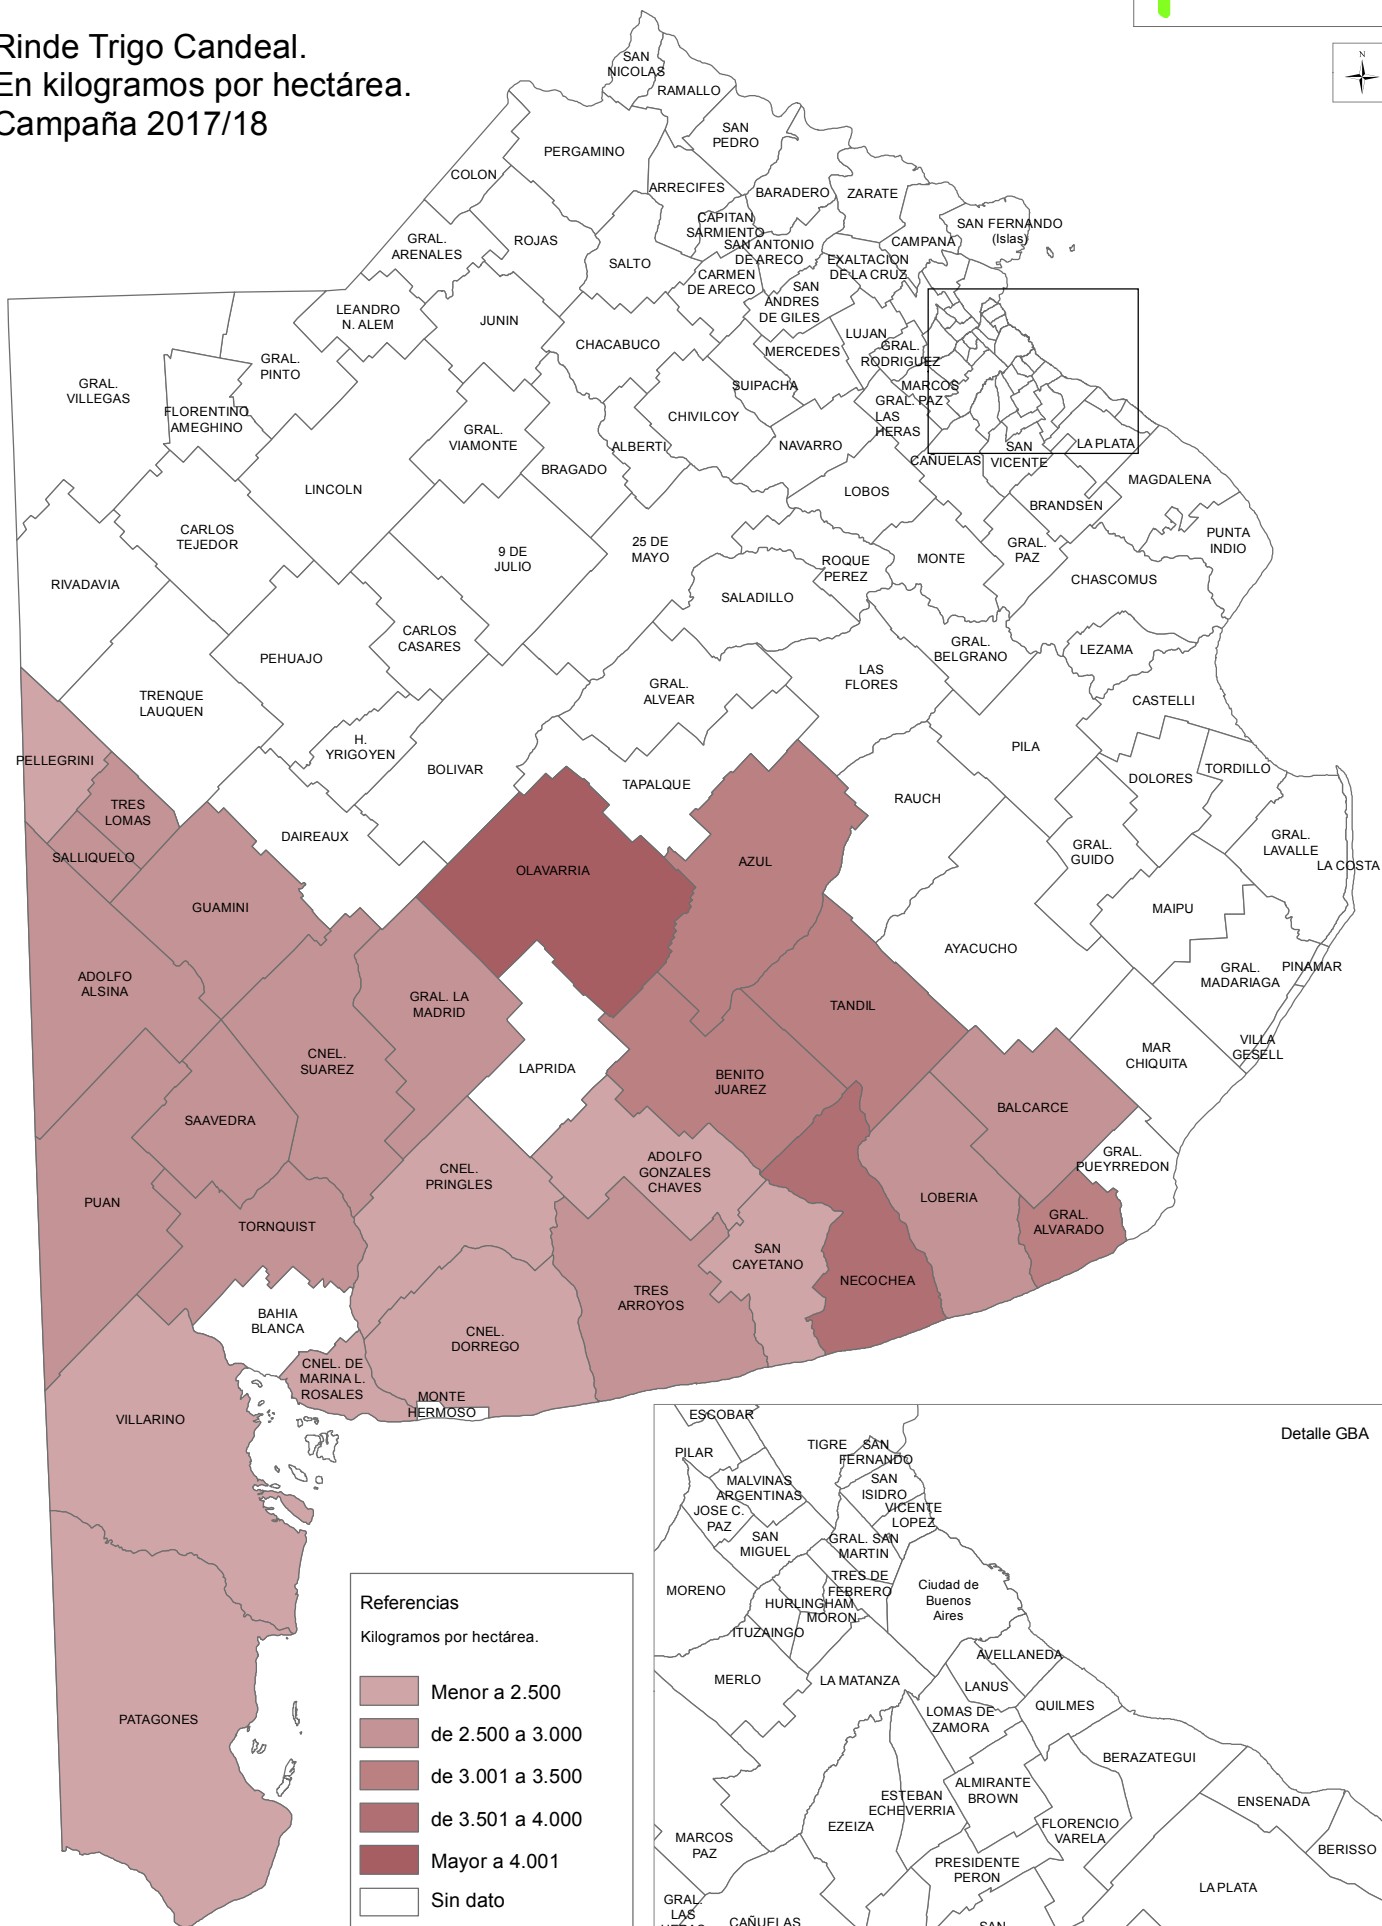 Rinde Trigo Candeal.
En kilogramos por hectárea.
Campaña 2017/18
N
SAN
NICOLAS
RAMALLO
SAN
PEDRO
PERGAMINO
COLON
ARRECIFES
BARADERO
ZARATE
CAPITAN
SARMIENTO
SAN FERNANDO
(Islas)
GRAL.
ARENALES
ROJAS
SALTO
SAN ANTONIO
DE ARECO
CAMPANA
EXALTACION
DE LA CRUZ
CARMEN
DE ARECO
SAN
ANDRES
DE GILES
LEANDRO
N. ALEM
JUNIN
CHACABUCO
LUJAN
MERCEDES
GRAL.
RODRIGUEZ
GRAL.
VILLEGAS
GRAL.
PINTO
FLORENTINO
AMEGHINO
SUIPACHA
MARCOS
PAZ
GRAL.
LAS
HERAS
CHIVILCOY
GRAL.
VIAMONTE
ALBERTI
NAVARRO
BRAGADO
CAÑUELAS
SAN
VICENTE
LA PLATA
LINCOLN
LOBOS
MAGDALENA
BRANDSEN
CARLOS
TEJEDOR
9 DE
JULIO
25 DE
MAYO
PUNTA
INDIO
ROQUE
PEREZ
MONTE
GRAL.
PAZ
RIVADAVIA
CHASCOMUS
SALADILLO
CARLOS
CASARES
PEHUAJO
GRAL.
BELGRANO
LEZAMA
LAS
FLORES
TRENQUE
LAUQUEN
GRAL.
ALVEAR
CASTELLI
H.
YRIGOYEN
PILA
PELLEGRINI
BOLIVAR
TAPALQUE
DOLORES
TORDILLO
TRES
LOMAS
RAUCH
DAIREAUX
GRAL.
LAVALLE
GRAL.
GUIDO
SALLIQUELO
AZUL
OLAVARRIA
LA COSTA
GUAMINI
MAIPU
AYACUCHO
ADOLFO
ALSINA
GRAL.
MADARIAGA
PINAMAR
GRAL. LA
MADRID
TANDIL
VILLA
GESELL
MAR
CHIQUITA
CNEL.
SUAREZ
LAPRIDA
BENITO
JUAREZ
BALCARCE
SAAVEDRA
ADOLFO
GONZALES
CHAVES
GRAL.
PUEYRREDON
CNEL.
PRINGLES
PUAN
LOBERIA
GRAL.
ALVARADO
TORNQUIST
SAN
CAYETANO
NECOCHEA
TRES
ARROYOS
BAHIA
BLANCA
CNEL.
DORREGO
CNEL. DE
MARINA L.
ROSALES
MONTE
HERMOSO
VILLARINO
PATAGONES
Referencias
Kilogramos por hectárea.
Menor a 2.500
de 2.500 a 3.000
de 3.001 a 3.500
de 3.501 a 4.000
Mayor a 4.001
Sin dato
Detalle GBA
ESCOBAR
PILAR
TIGRE
SAN
FERNANDO
MALVINAS
ARGENTINAS
SAN
ISIDRO
JOSE C.
PAZ
VICENTE
LOPEZ
SAN
MIGUEL
GRAL. SAN
MARTIN
TRES DE
FEBRERO
MORENO
HURLINGHAM
MORON
Ciudad de
Buenos
Aires
ITUZAINGO
AVELLANEDA
MERLO
LA MATANZA
LANUS
LOMAS DE
ZAMORA
QUILMES
BERAZATEGUI
ALMIRANTE
BROWN
ESTEBAN
ECHEVERRIA
ENSENADA
EZEIZA
FLORENCIO
VARELA
MARCOS
PAZ
BERISSO
PRESIDENTE
PERON
LA PLATA
GRAL.
LAS
CAÑUELAS
SAN